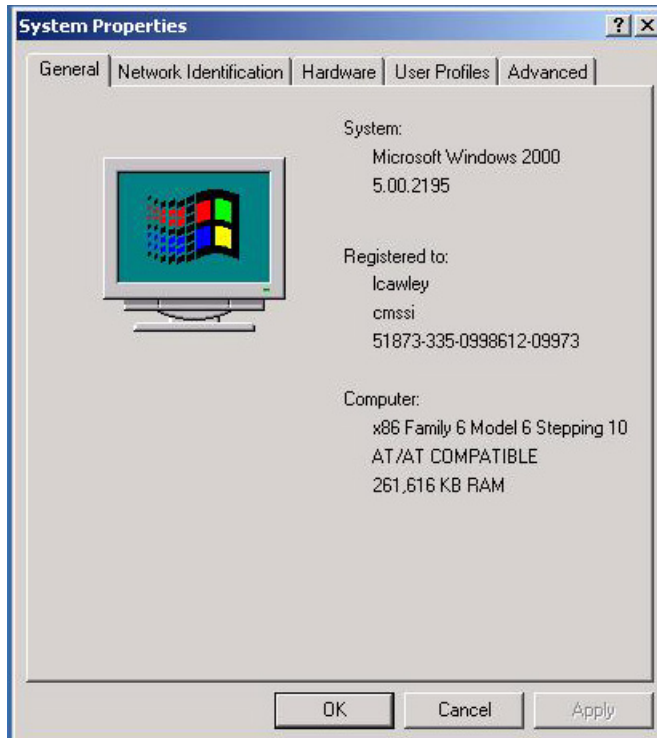 System Properties
General
Network Identification
Hardware
User Profiles
Advanced
System:
Microsoft Windows 2000
5.00.2195
Registered to:
lcawley
cmssi
51873-335-0998612-09973
Computer:
x86 Family 6 Model 6 Stepping 10
AT/AT COMPATIBLE
261,616 KB RAM
OK
Cancel
Apply